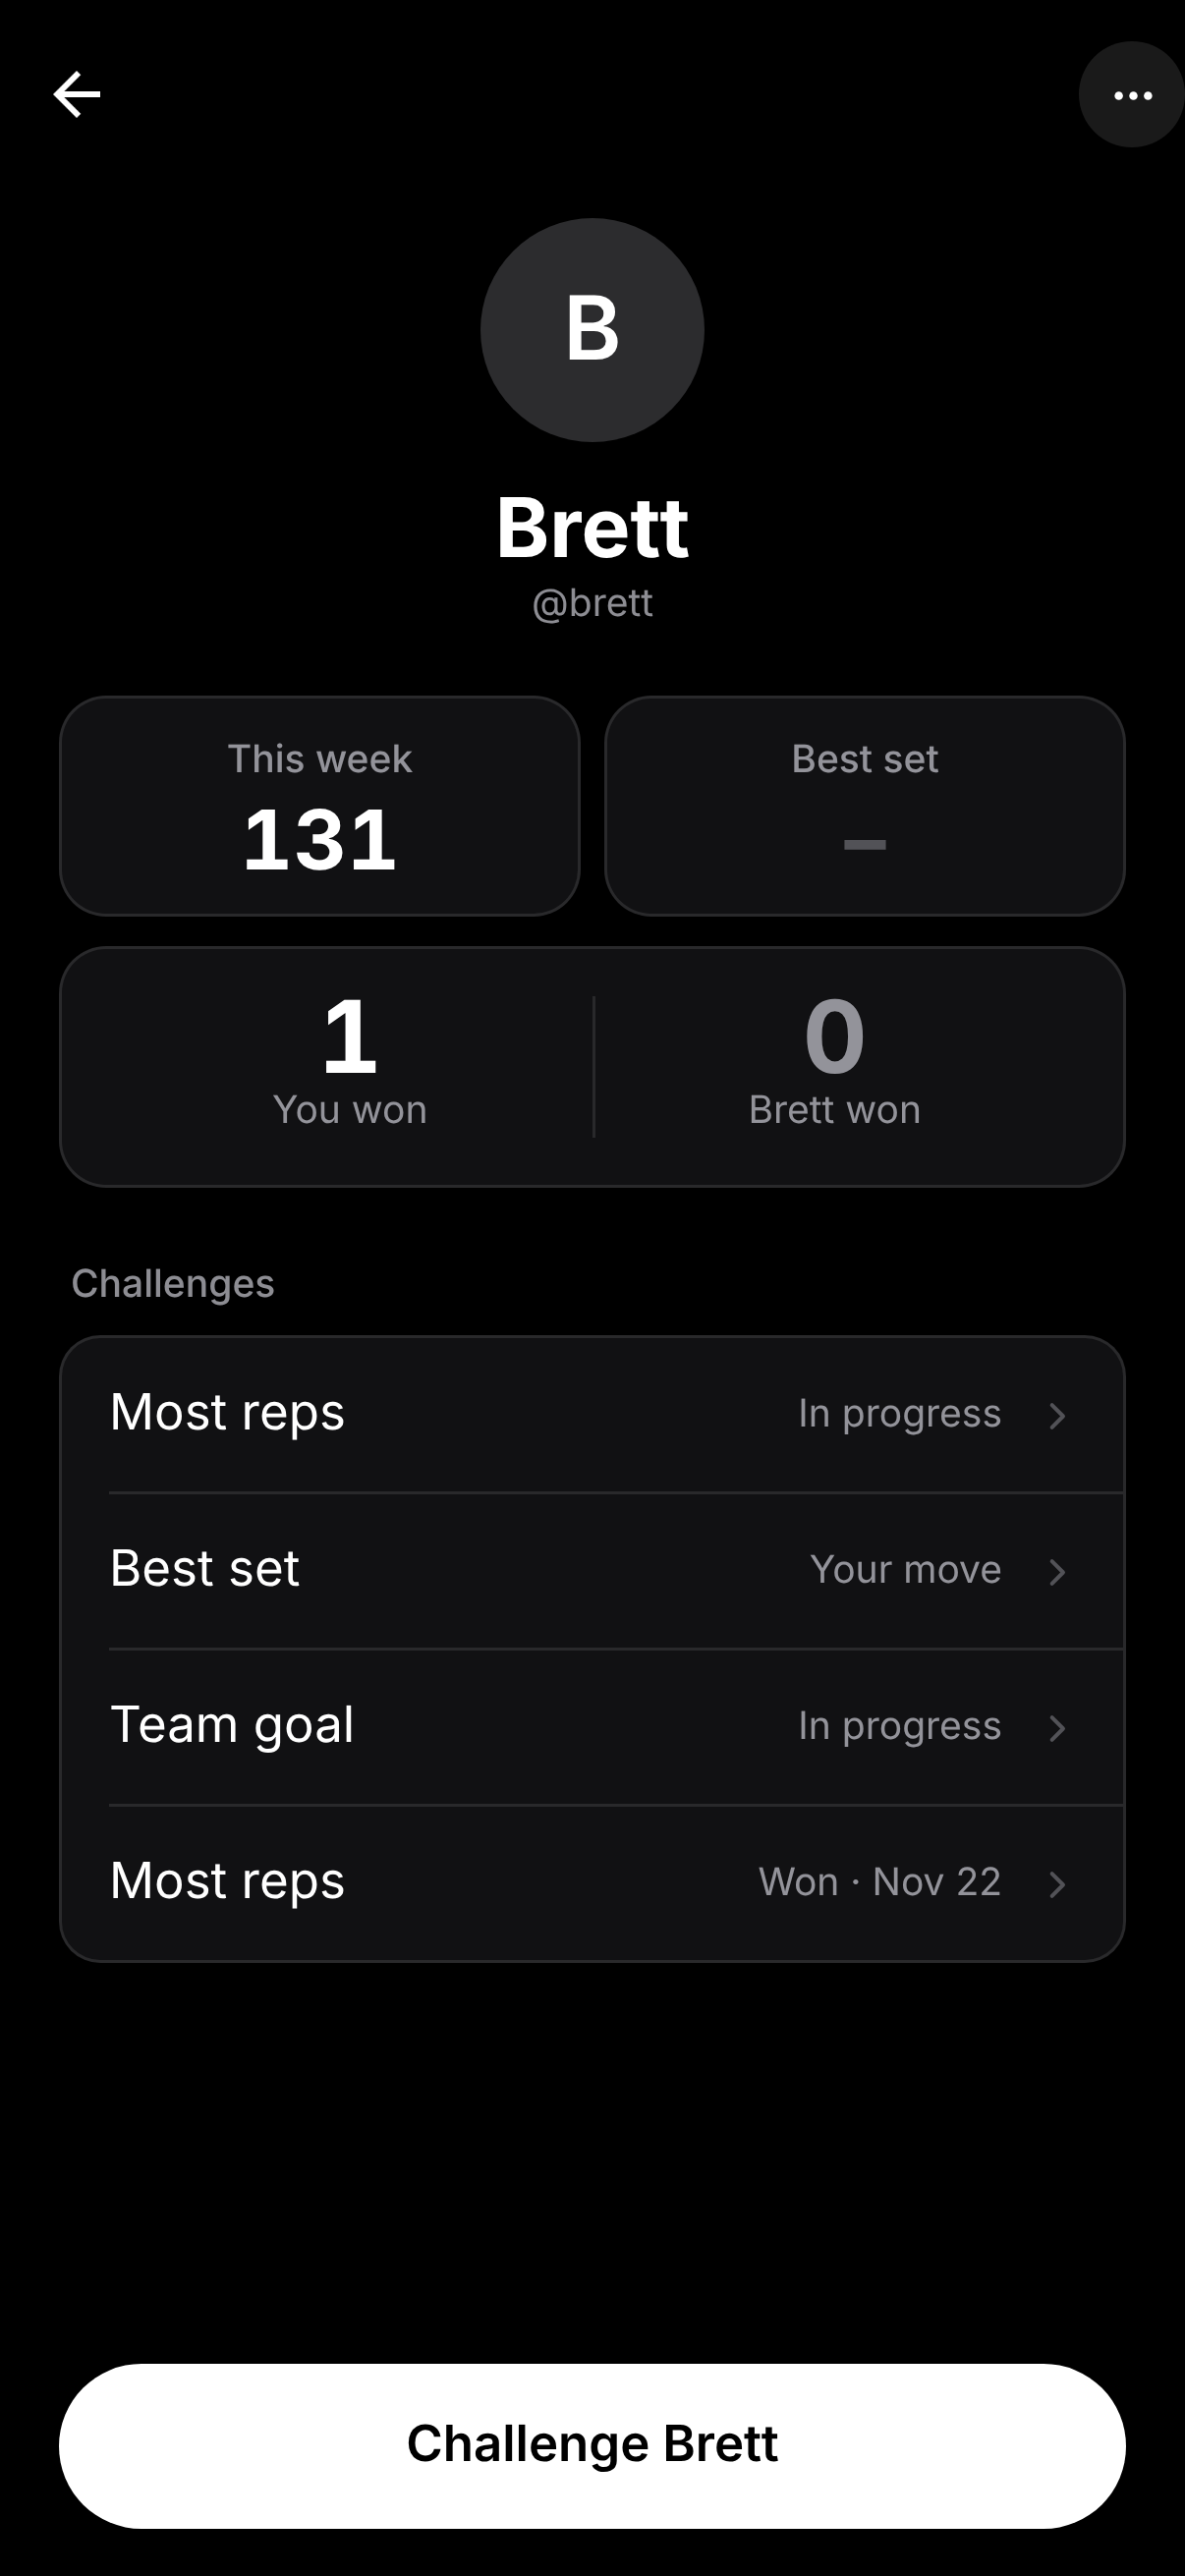 B
Brett
@brett
This week
131
Best set
–
1
You won
0
Brett won
Challenges
Most reps
In progress
Best set
Your move
Team goal
In progress
Most reps
Won · Nov 22
Challenge Brett